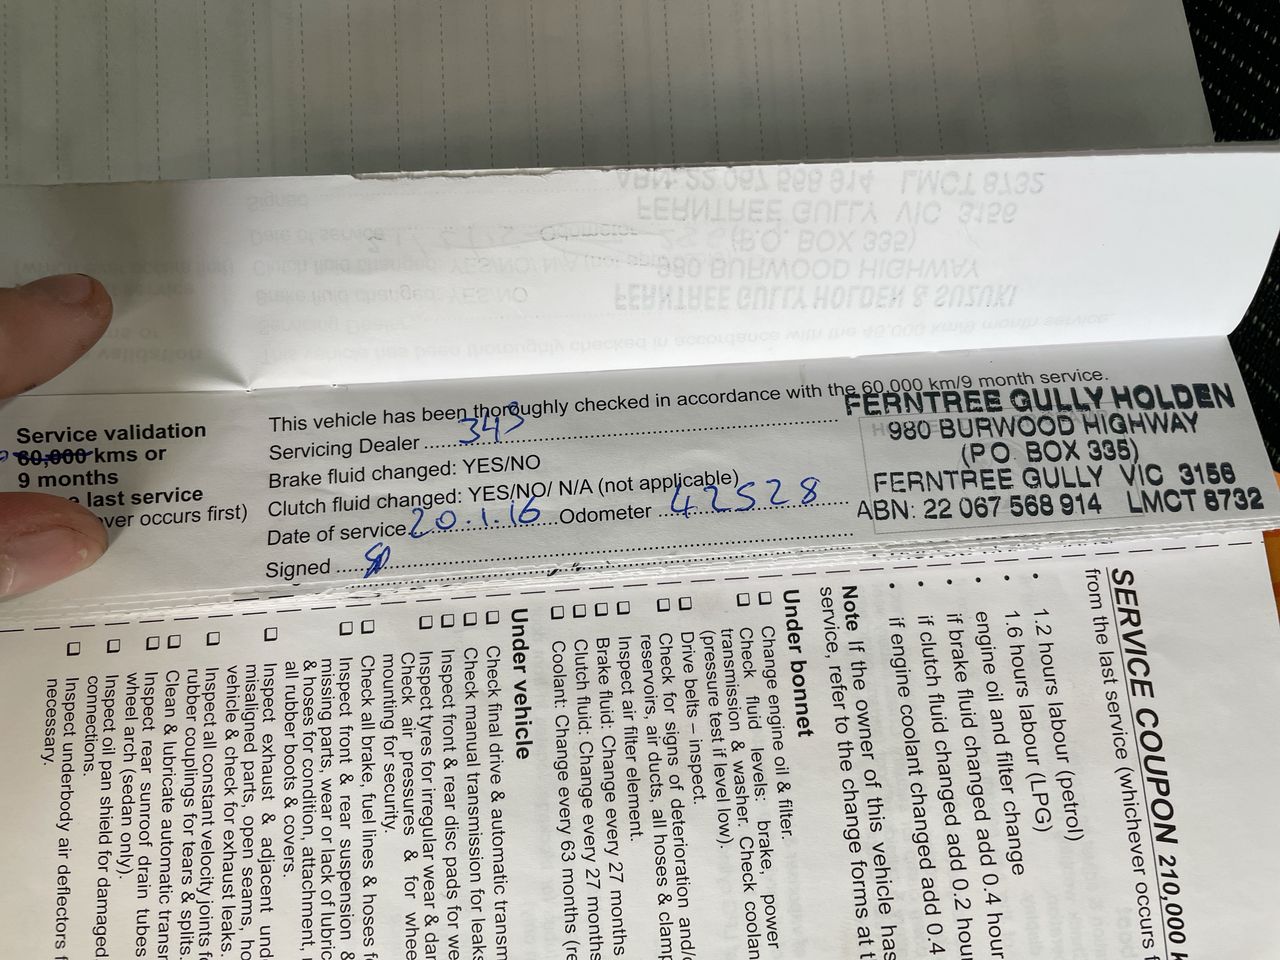 Service validation
60,000 kms or
9 months
last service
over occurs first)
This vehicle has been thoroughly checked in accordance with the 60,000 km/9 month service.
Servicing Dealer 343
Brake fluid changed: YES/NO
Clutch fluid changed: YES/NO/ N/A (not applicable)
Date of service 20.1.16 Odometer 42528
Signed
FERNTREE GULLY HOLDEN
980 BURWOOD HIGHWAY
(P.O. BOX 335)
FERNTREE GULLY VIC 3156
ABN: 22 067 568 914 LMCT 8732
SERVICE COUPON 210,000
from the last service (whichever occurs
• 1.2 hours labour (petrol)
• 1.6 hours labour (LPG)
• engine oil and filter change
• if brake fluid changed add 0.4 hour
• if clutch fluid changed add 0.2 hour
• if engine coolant changed add 0.4
Note If the owner of this vehicle has
service, refer to the change forms at
Under bonnet
❑ Change engine oil & filter.
❑ Check fluid levels: brake, power
transmission & washer. Check coolan
(pressure test if level low).
❑ Drive belts – inspect.
❑ Check for signs of deterioration and/
reservoirs, air ducts, all hoses & clamp
❑ Inspect air filter element.
❑ Brake fluid: Change every 27 months
❑ Clutch fluid: Change every 27 months
❑ Coolant: Change every 63 months (re
Under vehicle
❑ Check final drive & automatic transm
❑ Check manual transmission for leaks
❑ Inspect front & rear disc pads for we
❑ Inspect tyres for irregular wear & dam
Check air pressures & for whee
mounting for security.
❑ Check all brake, fuel lines & hoses f
❑ Inspect front & rear suspension &
missing parts, wear or lack of lubric
& hoses for condition, attachment,
all rubber boots & covers.
❑ Inspect exhaust & adjacent und
misaligned parts, open seams, ho
vehicle & check for exhaust leaks.
❑ Inspect all constant velocity joints f
rubber couplings for tears & splits.
❑ Clean & lubricate automatic trans
❑ Inspect rear sunroof drain tubes
wheel arch (sedan only).
❑ Inspect oil pan shield for damaged
connections.
❑ Inspect underbody air deflectors f
necessary.